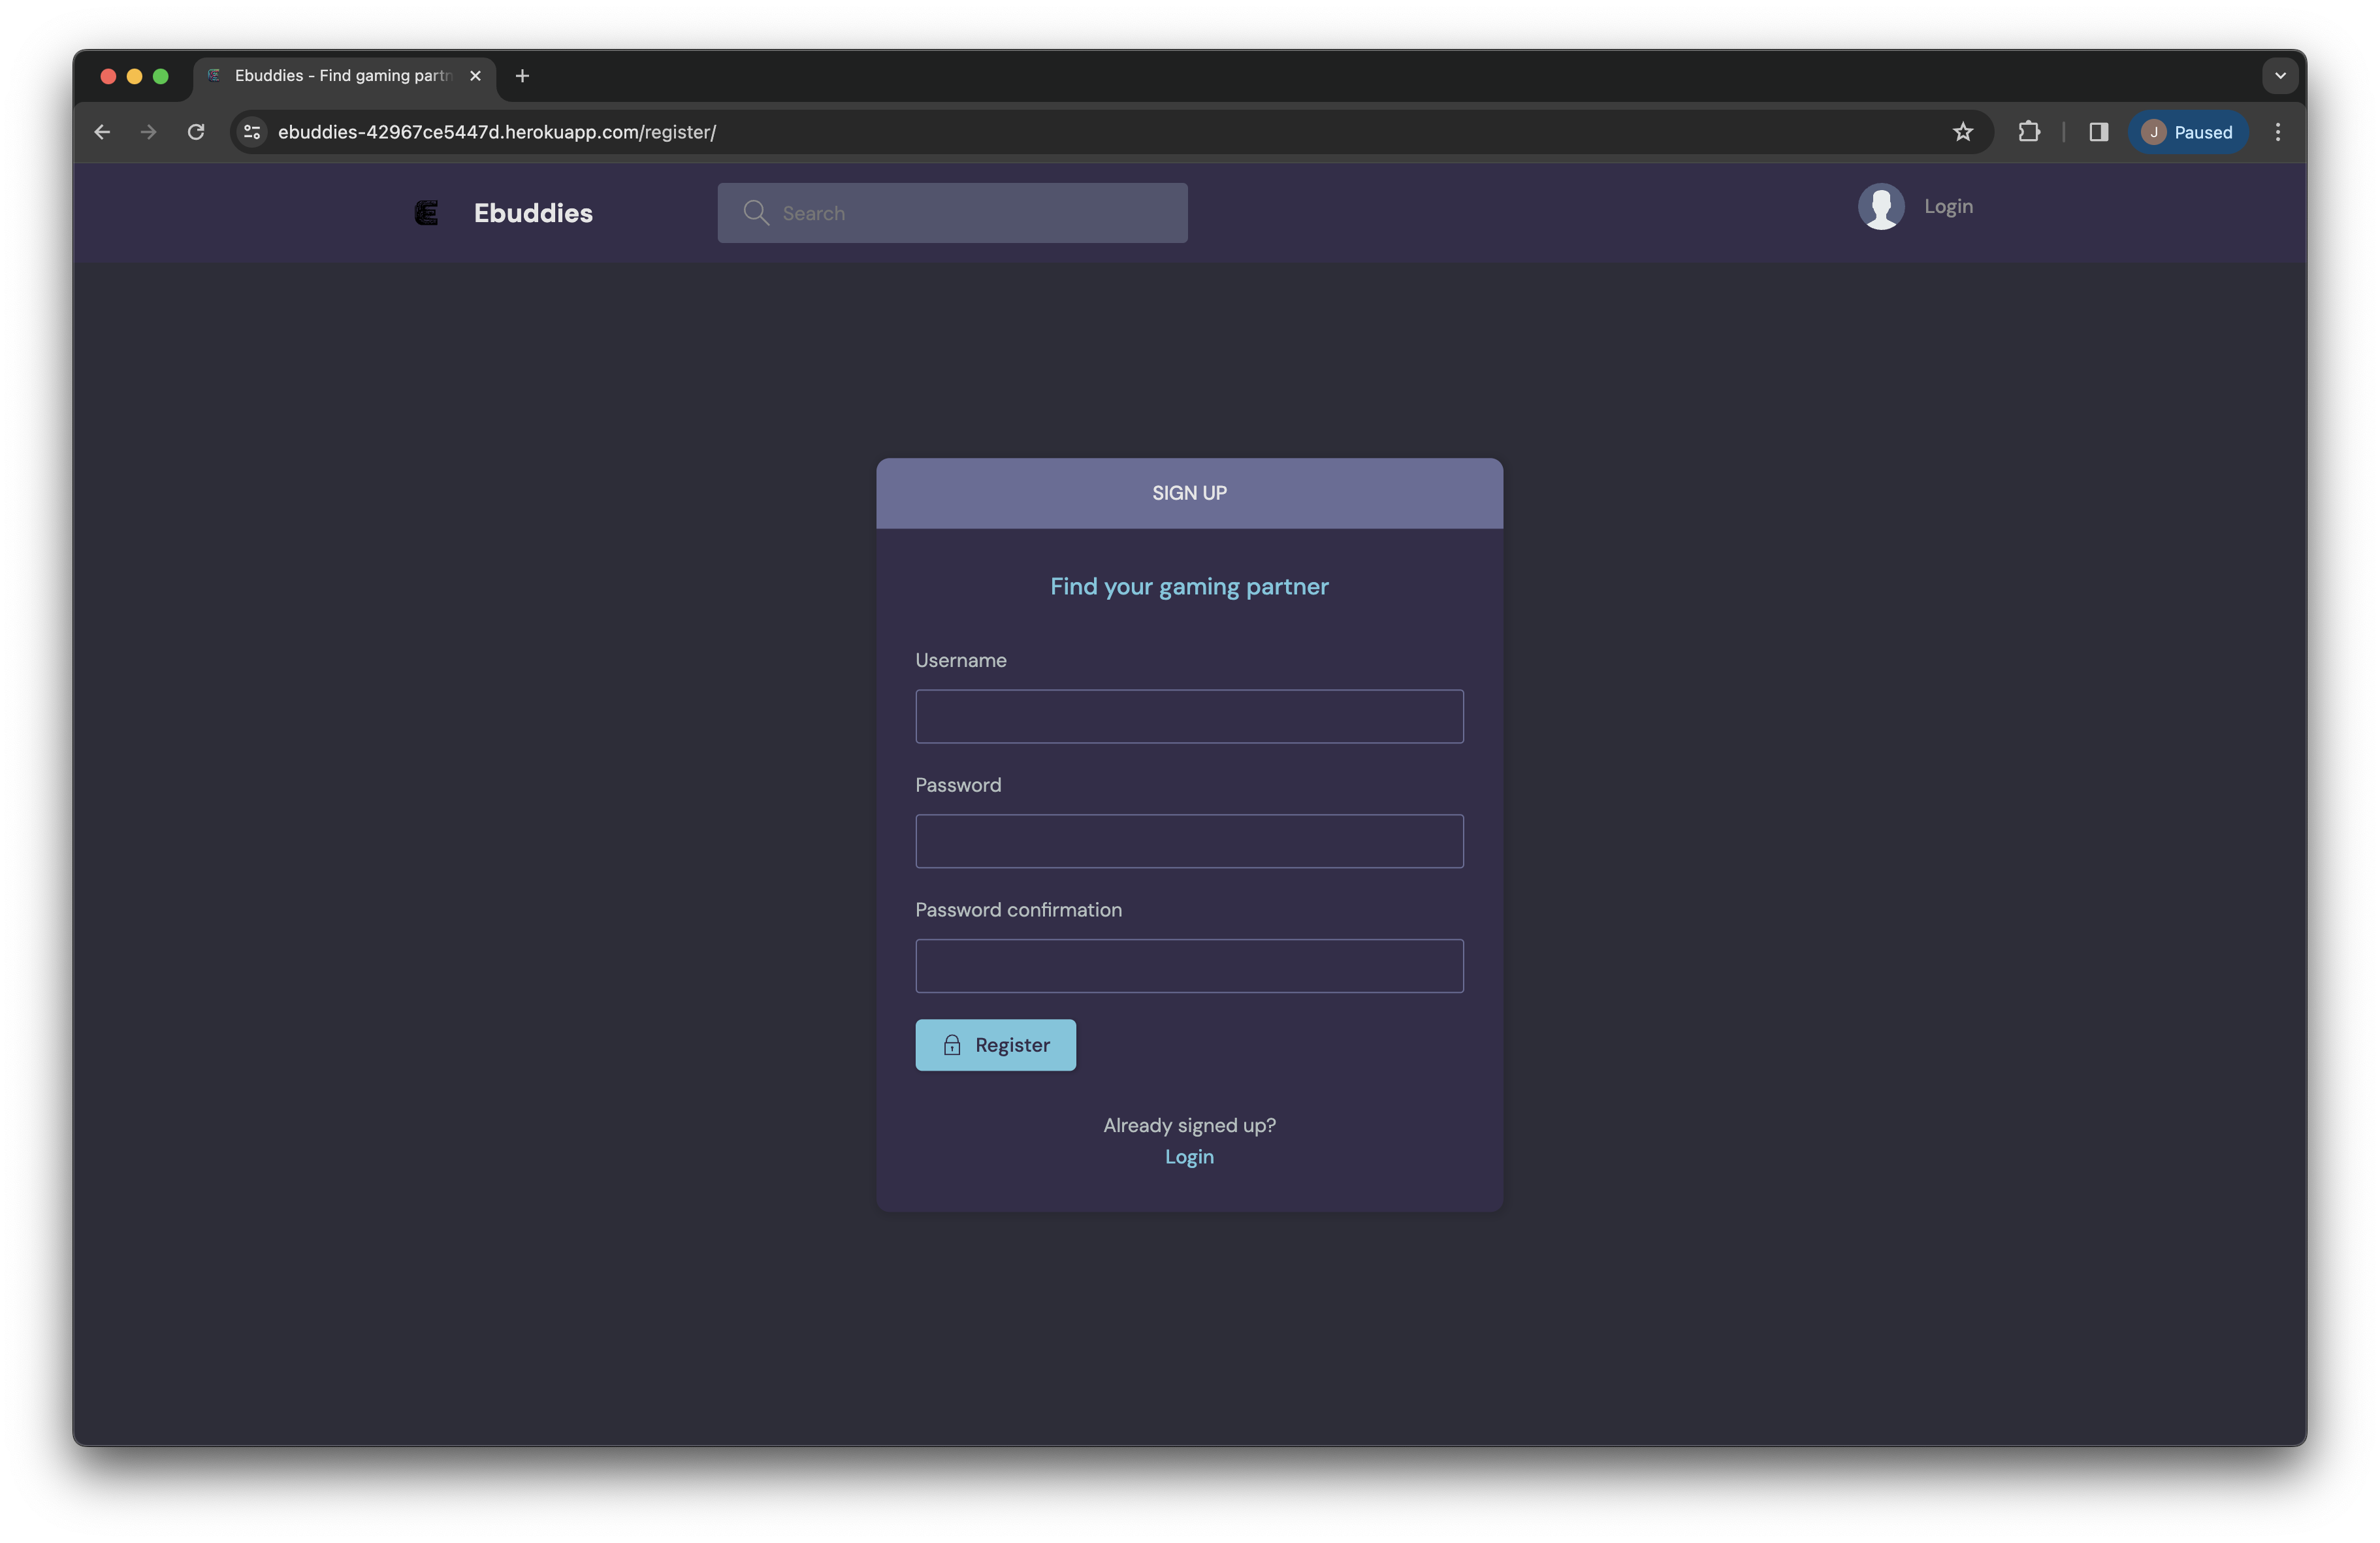 Ebuddies - Find gaming partn
ebuddies-42967ce5447d.herokuapp.com/register/
J Paused
Ebuddies
Search
Login
SIGN UP
Find your gaming partner
Username
Password
Password confirmation
Register
Already signed up?
Login